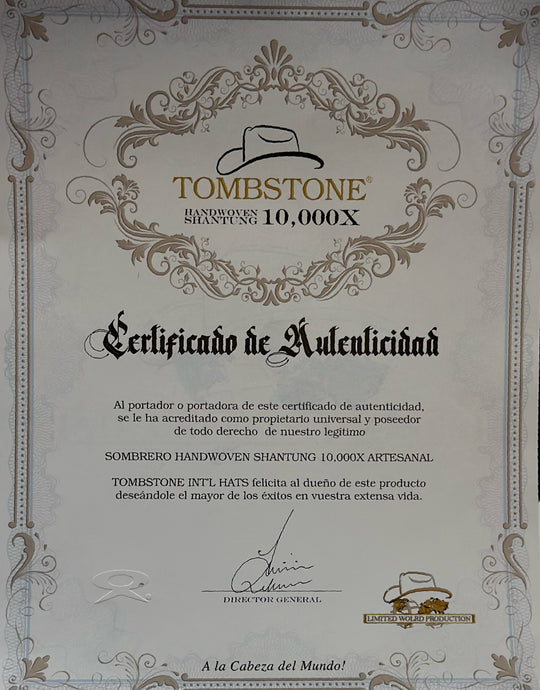 TOMBSTONE®
HANDWOVEN
SHANTUNG 10,000X
Certificado de Autenticidad
Al portador o portadora de este certificado de autenticidad,
se le ha acreditado como propietario universal y poseedor
de todo derecho de nuestro legitimo
SOMBRERO HANDWOVEN SHANTUNG 10,000X ARTESANAL
TOMBSTONE INT'L HATS felicita al dueño de este producto
deseándole el mayor de los éxitos en vuestra extensa vida.
DIRECTOR GENERAL
LIMITED WOLRD PRODUCTION
A la Cabeza del Mundo!